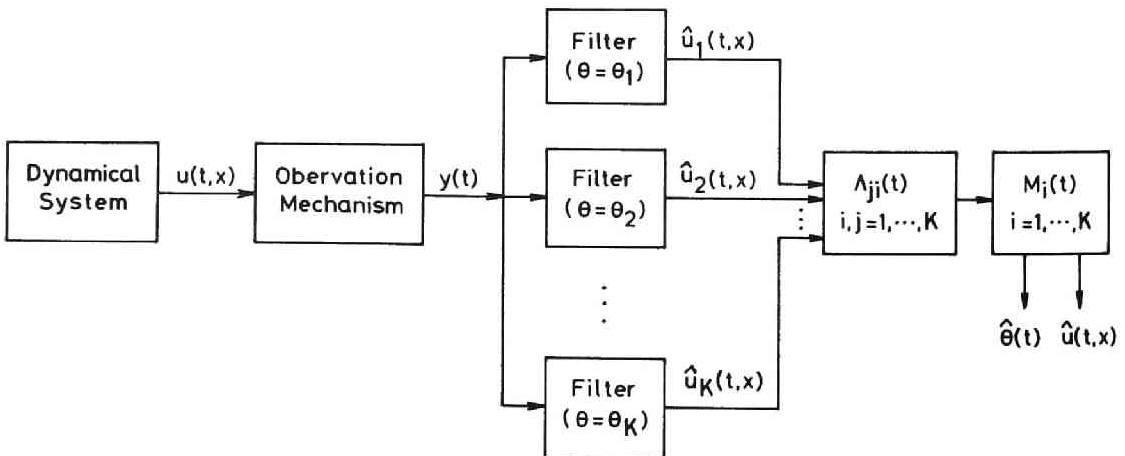 Filter
(θ=θ₁)
û₁(t,x)
Dynamical
System
u(t,x)
Obervation
Mechanism
y(t)
Filter
(θ=θ₂)
û₂(t,x)
⋮
Λji(t)
i,j=1,⋯,K
Mi(t)
i=1,⋯,K
⋮
θ̂(t)
û(t,x)
Filter
(θ=θK)
ûK(t,x)